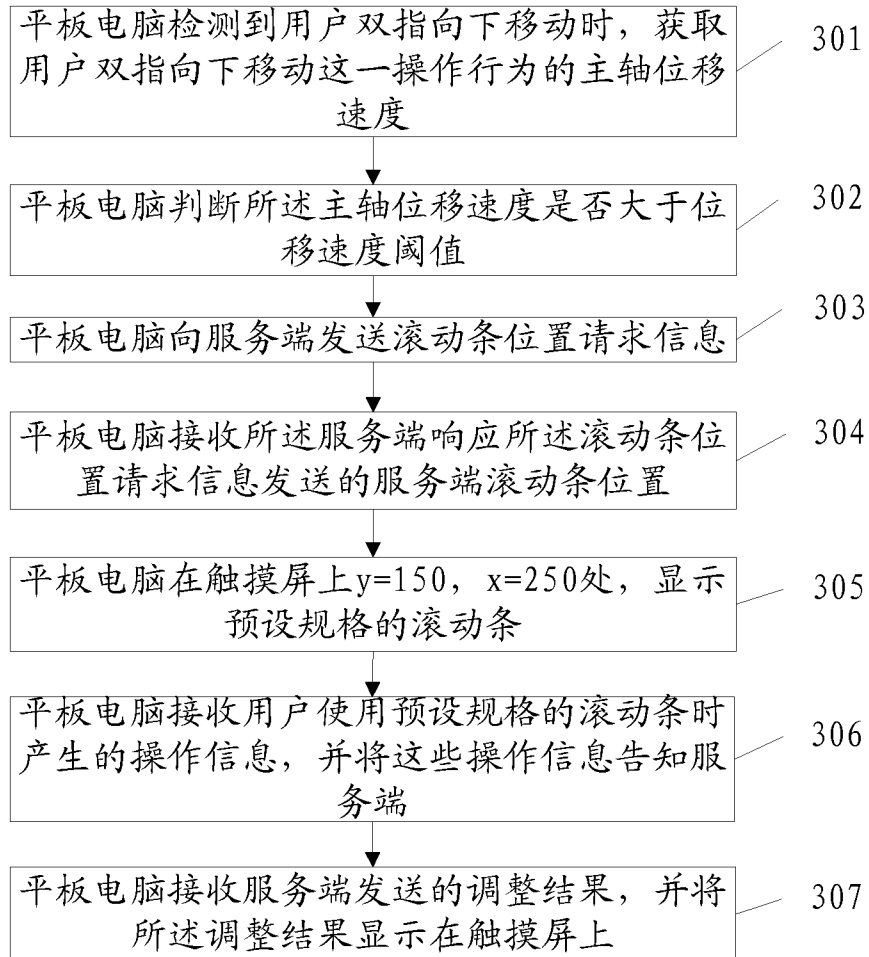 平板电脑检测到用户双指向下移动时，获取
用户双指向下移动这一操作行为的主轴位移
速度
301
平板电脑判断所述主轴位移速度是否大于位
移速度阈值
302
平板电脑向服务端发送滚动条位置请求信息
303
平板电脑接收所述服务端响应所述滚动条位
置请求信息发送的服务端滚动条位置
304
平板电脑在触摸屏上y=150，x=250处，显示
预设规格的滚动条
305
平板电脑接收用户使用预设规格的滚动条时
产生的操作信息，并将这些操作信息告知服
务端
306
平板电脑接收服务端发送的调整结果，并将
所述调整结果显示在触摸屏上
307